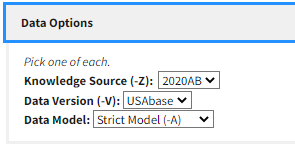 Data Options
Pick one of each.
Knowledge Source (-Z): 2020AB
Data Version (-V): USAbase
Data Model: Strict Model (-A)